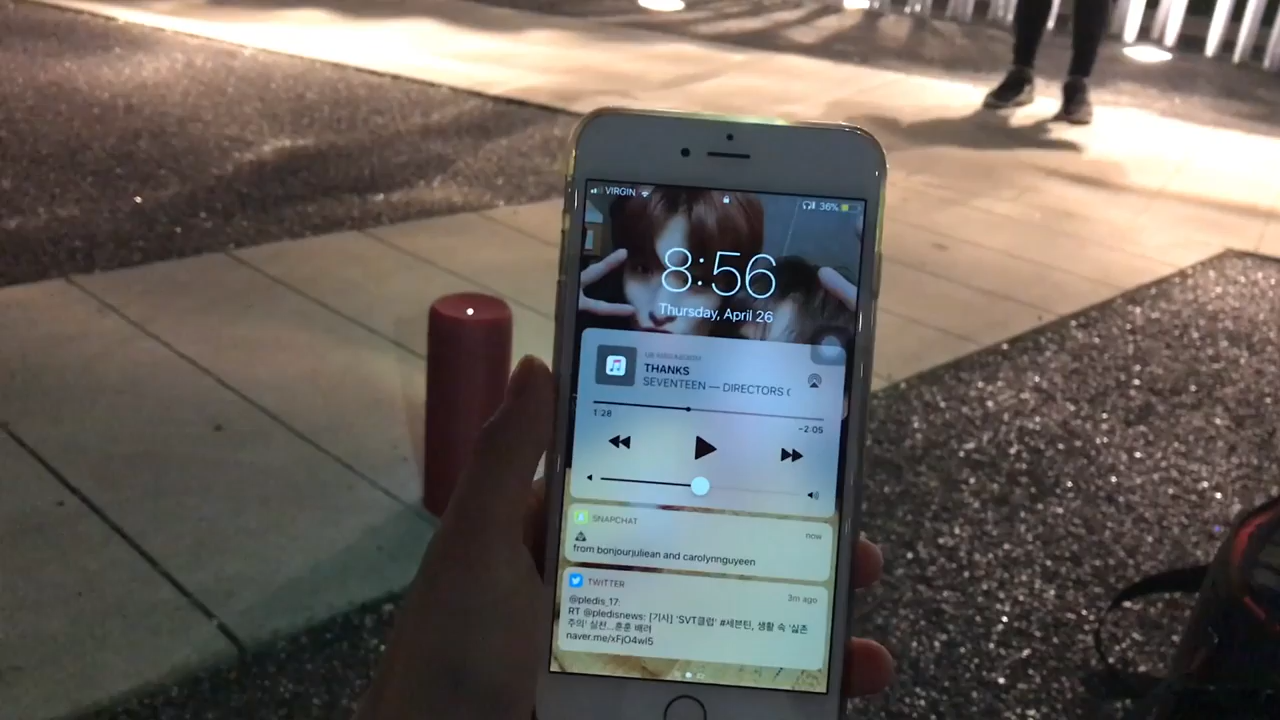 VIRGIN
36%
8:56
Thursday, April 26
THANKS
SEVENTEEN — DIRECTORS
1:28
-2:05
SNAPCHAT
now
from bonjourjuliean and carolynnguyeen
TWITTER
3m ago
@pledis_17:
RT @pledisnews: [기사] 'SVT클럽' #세븐틴, 생활 속 '실존
주의' 실천...훈훈 배려
naver.me/xFjO4wI5